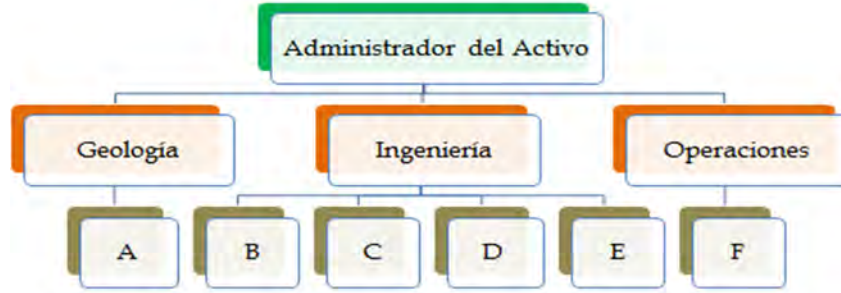 Administrador del Activo
Geología
Ingeniería
Operaciones
A
B
C
D
E
F